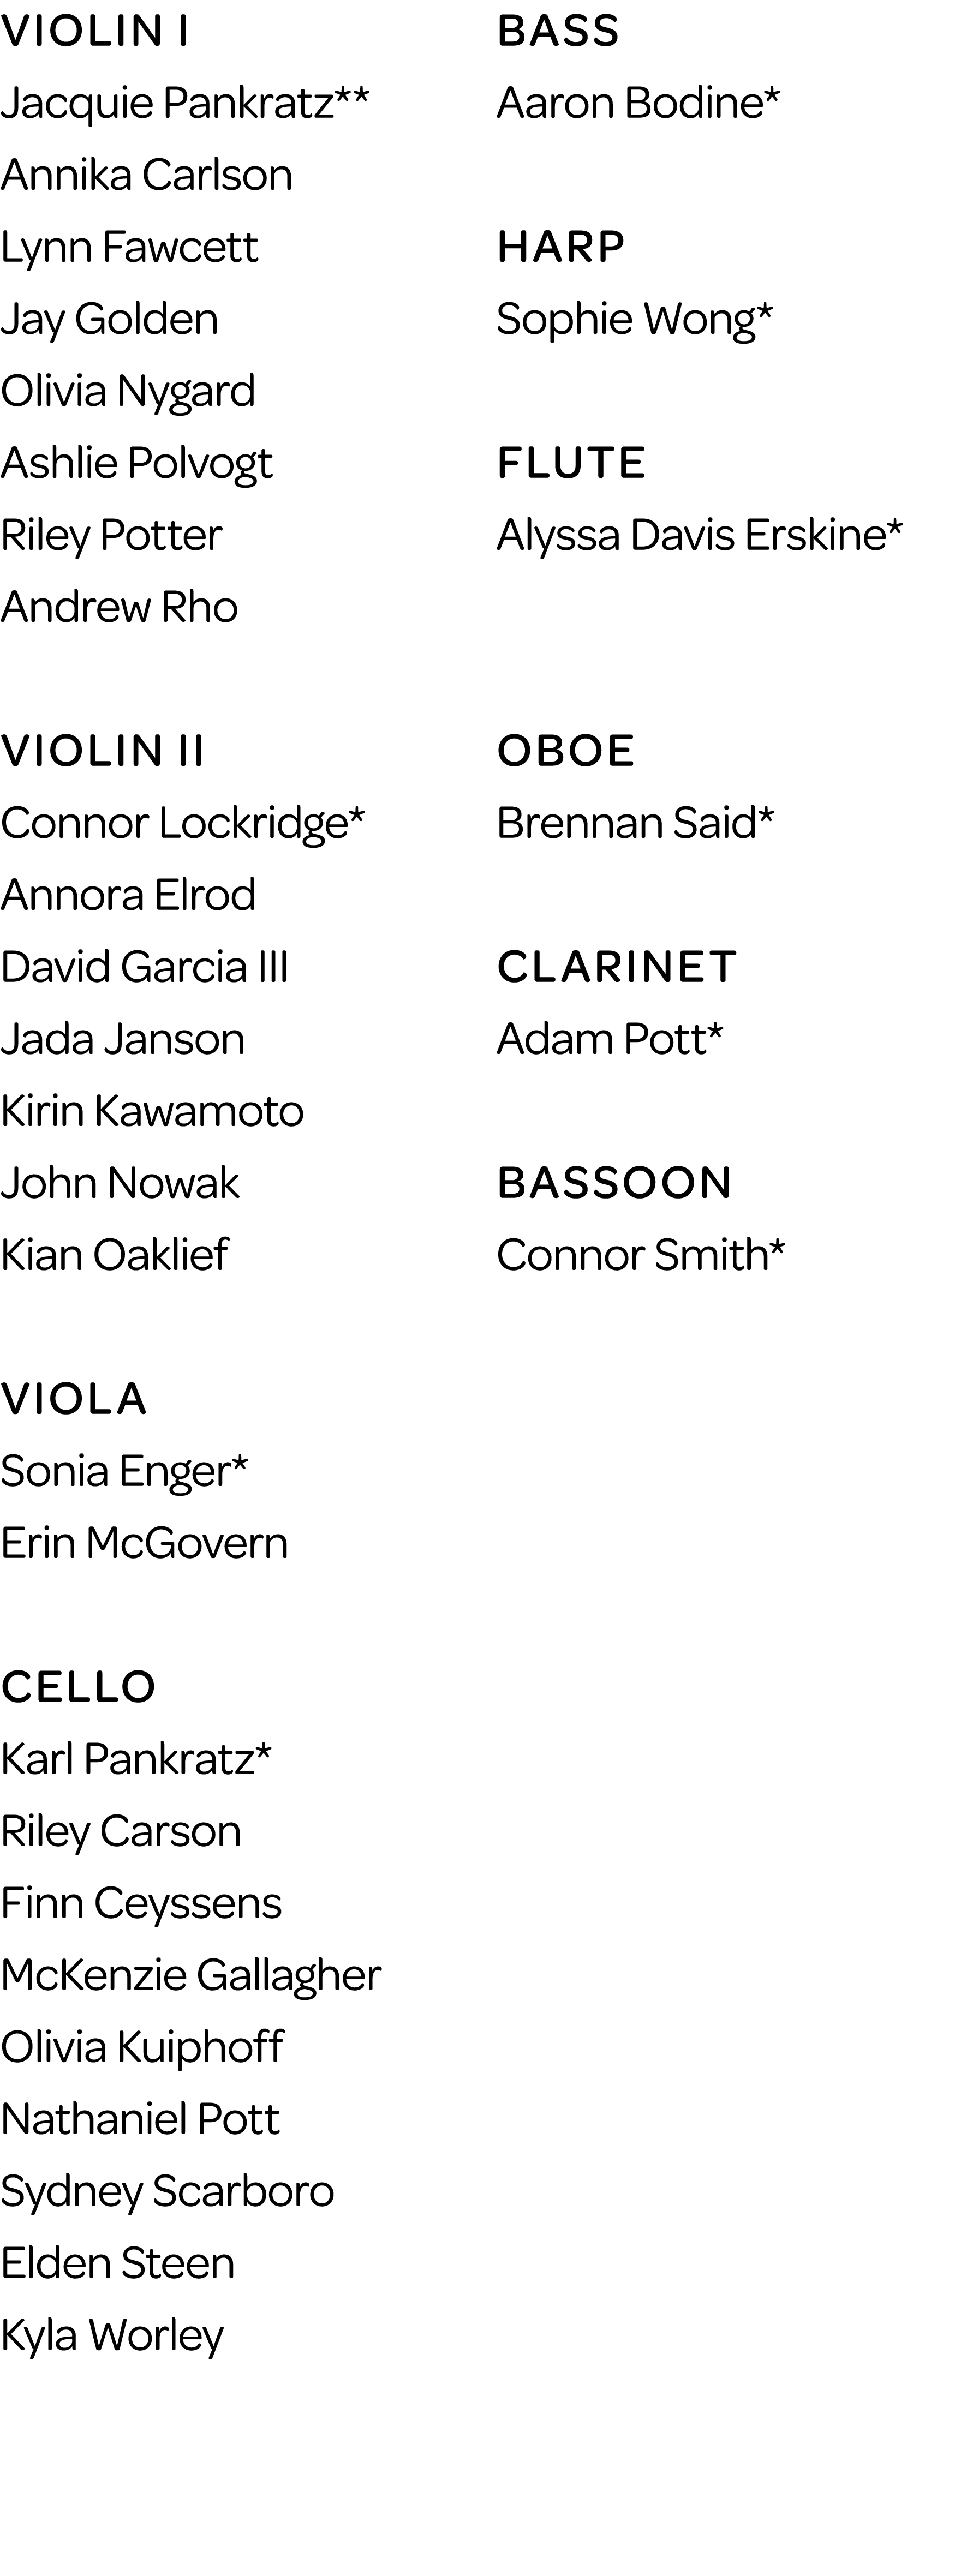 VIOLIN I
Jacquie Pankratz**
Annika Carlson
Lynn Fawcett
Jay Golden
Olivia Nygard
Ashlie Polvogt
Riley Potter
Andrew Rho
VIOLIN II
Connor Lockridge*
Annora Elrod
David Garcia III
Jada Janson
Kirin Kawamoto
John Nowak
Kian Oaklief
VIOLA
Sonia Enger*
Erin McGovern
CELLO
Karl Pankratz*
Riley Carson
Finn Ceyssens
McKenzie Gallagher
Olivia Kuiphoff
Nathaniel Pott
Sydney Scarboro
Elden Steen
Kyla Worley
BASS
Aaron Bodine*
HARP
Sophie Wong*
FLUTE
Alyssa Davis Erskine*
OBOE
Brennan Said*
CLARINET
Adam Pott*
BASSOON
Connor Smith*